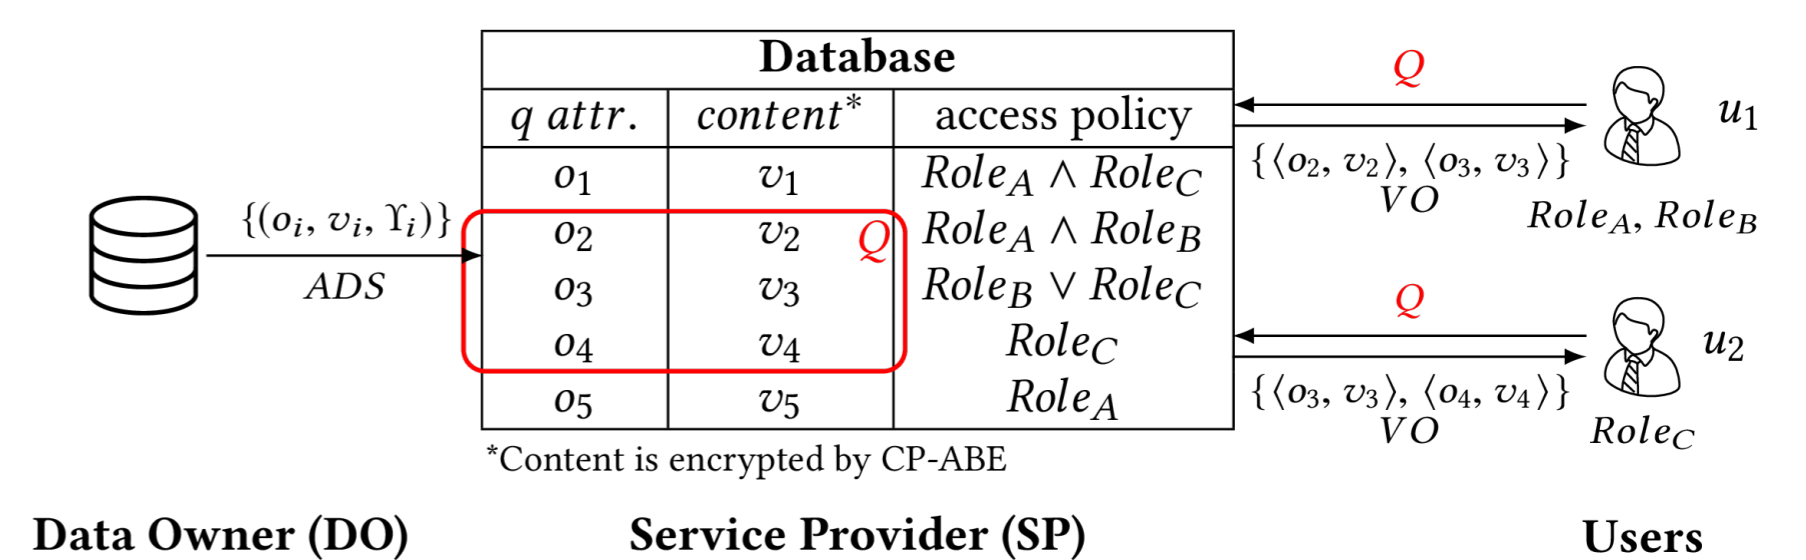 Database
q attr. content* access policy
o1 v1 RoleA ∧ RoleC
o2 v2 RoleA ∧ RoleB
o3 v3 RoleB ∨ RoleC
o4 v4 RoleC
o5 v5 RoleA
Q
*Content is encrypted by CP-ABE
{(oi, vi, ϒi)}
ADS
Q
u1
{⟨o2, v2⟩, ⟨o3, v3⟩}
VO
RoleA, RoleB
Q
u2
{⟨o3, v3⟩, ⟨o4, v4⟩}
VO
RoleC
Data Owner (DO)
Service Provider (SP)
Users